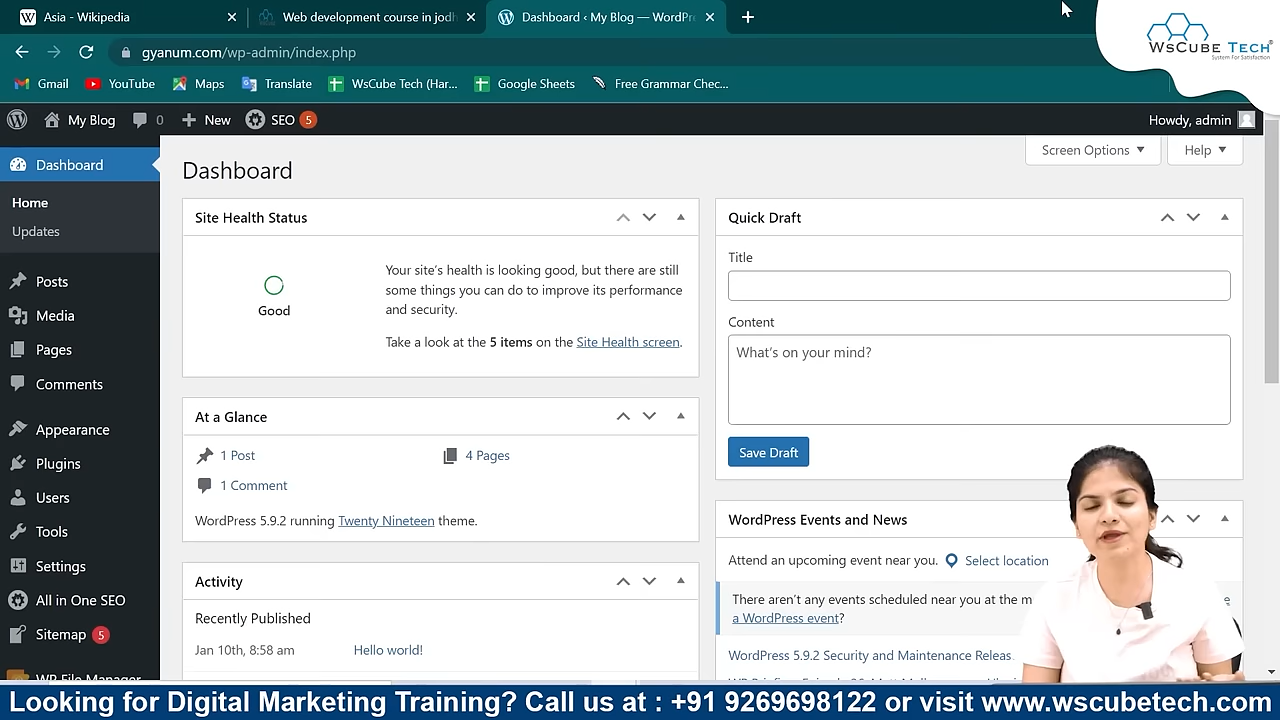 Asia - Wikipedia
Web development course in jodh
Dashboard ‹ My Blog — WordPre
WsCube Tech®
System For Satisfaction
gyanum.com/wp-admin/index.php
Gmail YouTube Maps Translate WsCube Tech (Har... Google Sheets Free Grammar Chec...
My Blog 0 New SEO 5 Howdy, admin
Screen Options Help
Dashboard
Home
Updates
Posts
Media
Pages
Comments
Appearance
Plugins
Users
Tools
Settings
All in One SEO
Sitemap 5
WP File Manager
Dashboard
Site Health Status
Good
Your site's health is looking good, but there are still
some things you can do to improve its performance
and security.
Take a look at the 5 items on the Site Health screen.
At a Glance
1 Post 4 Pages
1 Comment
WordPress 5.9.2 running Twenty Nineteen theme.
Activity
Recently Published
Jan 10th, 8:58 am Hello world!
Quick Draft
Title
Content
What's on your mind?
Save Draft
WordPress Events and News
Attend an upcoming event near you. Select location
There aren't any events scheduled near you at the m
a WordPress event?
WordPress 5.9.2 Security and Maintenance Releas
Looking for Digital Marketing Training? Call us at : +91 9269698122 or visit www.wscubetech.com